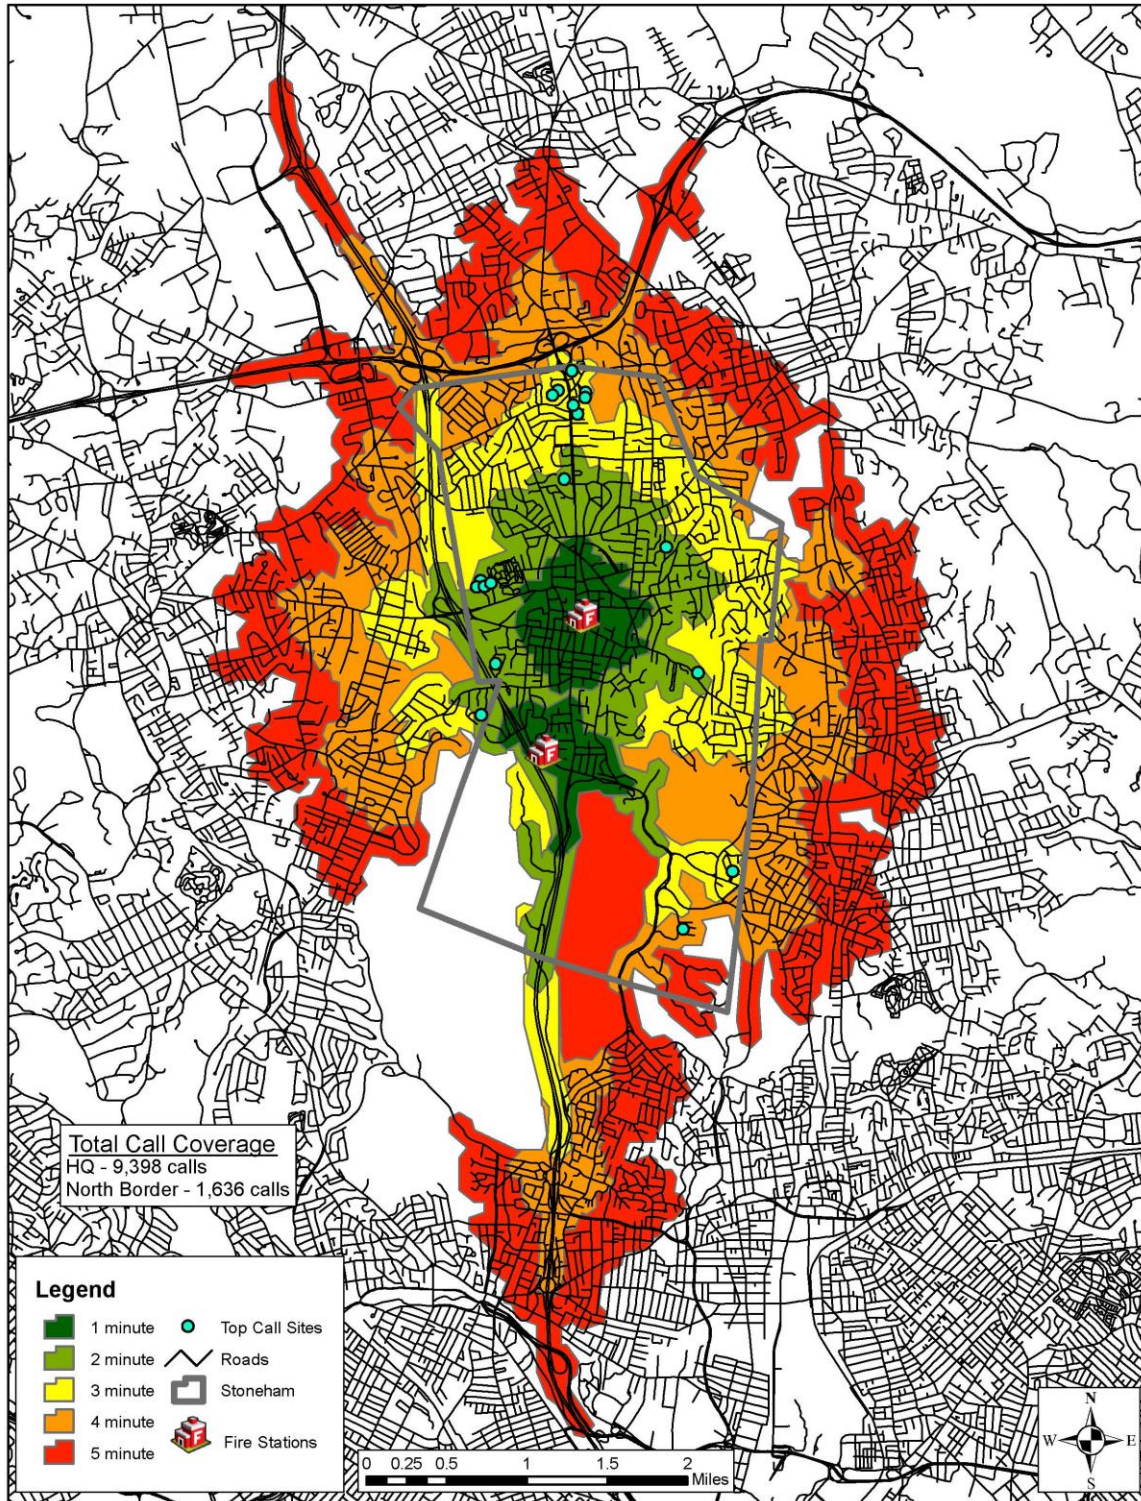 Total Call Coverage
HQ - 9,398 calls
North Border - 1,636 calls
Legend
1 minute
Top Call Sites
2 minute
Roads
3 minute
Stoneham
4 minute
Fire Stations
5 minute
0 0.25 0.5 1 1.5 2
Miles
N
W E
S
F
F
F